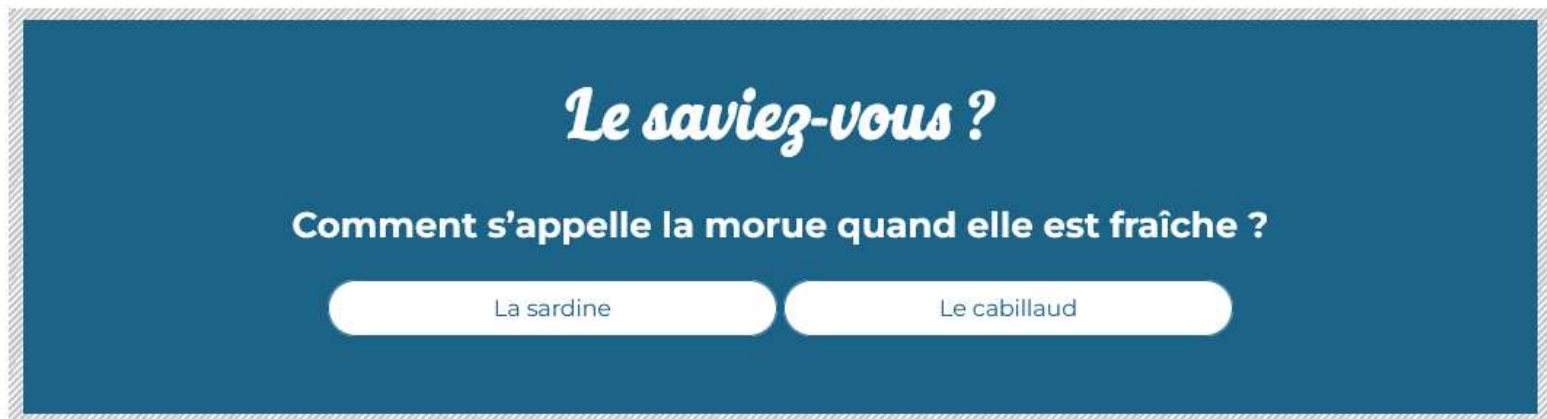 Le saviez-vous ?
Comment s’appelle la morue quand elle est fraîche ?
La sardine
Le cabillaud